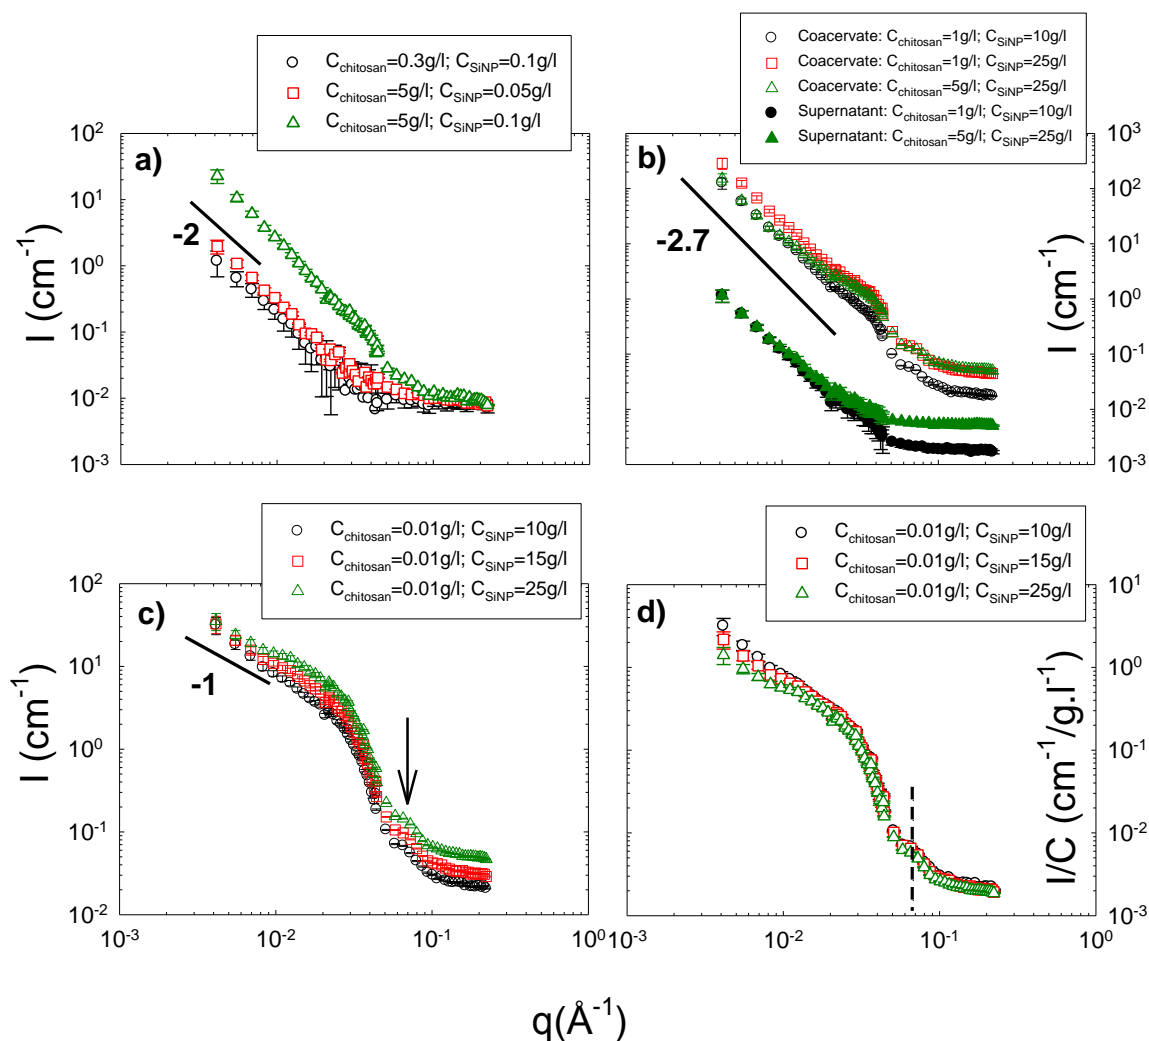 C_chitosan=0.3g/l; C_SiNP=0.1g/l
C_chitosan=5g/l; C_SiNP=0.05g/l
C_chitosan=5g/l; C_SiNP=0.1g/l
Coacervate: C_chitosan=1g/l; C_SiNP=10g/l
Coacervate: C_chitosan=1g/l; C_SiNP=25g/l
Coacervate: C_chitosan=5g/l; C_SiNP=25g/l
Supernatant: C_chitosan=1g/l; C_SiNP=10g/l
Supernatant: C_chitosan=5g/l; C_SiNP=25g/l
a)
-2
I (cm^-1)
10^2
10^1
10^0
10^-1
10^-2
10^-3
b)
-2.7
10^3
10^2
10^1
10^0
10^-1
10^-2
10^-3
I (cm^-1)
C_chitosan=0.01g/l; C_SiNP=10g/l
C_chitosan=0.01g/l; C_SiNP=15g/l
C_chitosan=0.01g/l; C_SiNP=25g/l
C_chitosan=0.01g/l; C_SiNP=10g/l
C_chitosan=0.01g/l; C_SiNP=15g/l
C_chitosan=0.01g/l; C_SiNP=25g/l
c)
-1
I (cm^-1)
10^2
10^1
10^0
10^-1
10^-2
10^-3 10^-2 10^-1 10^0
d)
10^1
10^0
10^-1
10^-2
10^-3
I/C (cm^-1/g.l^-1)
10^-3 10^-2 10^-1 10^0
q(Å^-1)